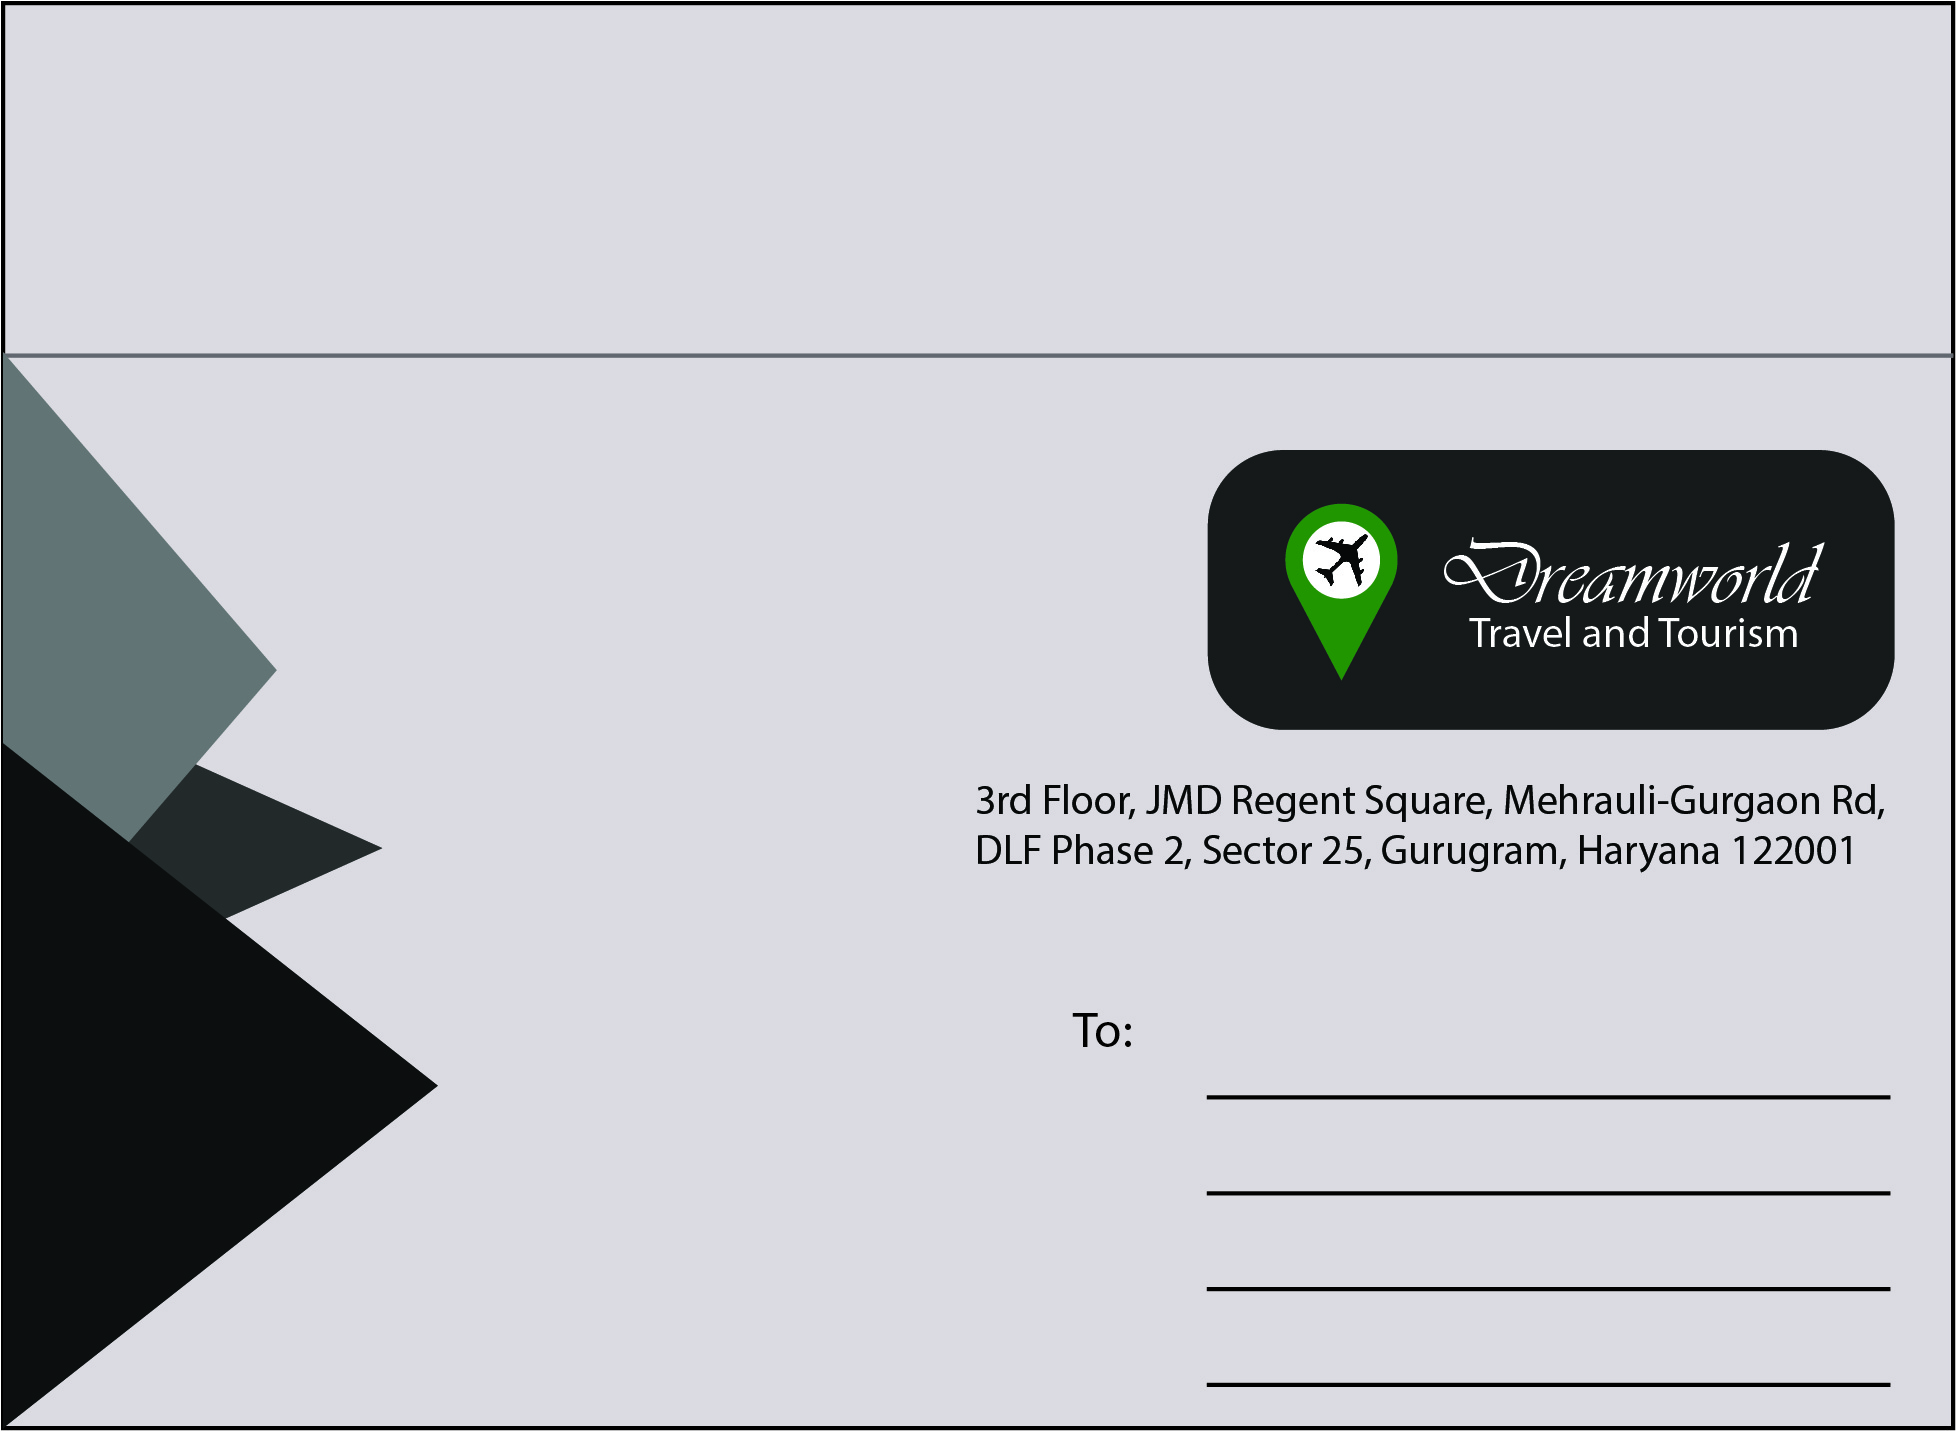 Dreamworld
Travel and Tourism
3rd Floor, JMD Regent Square, Mehrauli-Gurgaon Rd,
DLF Phase 2, Sector 25, Gurugram, Haryana 122001
To: